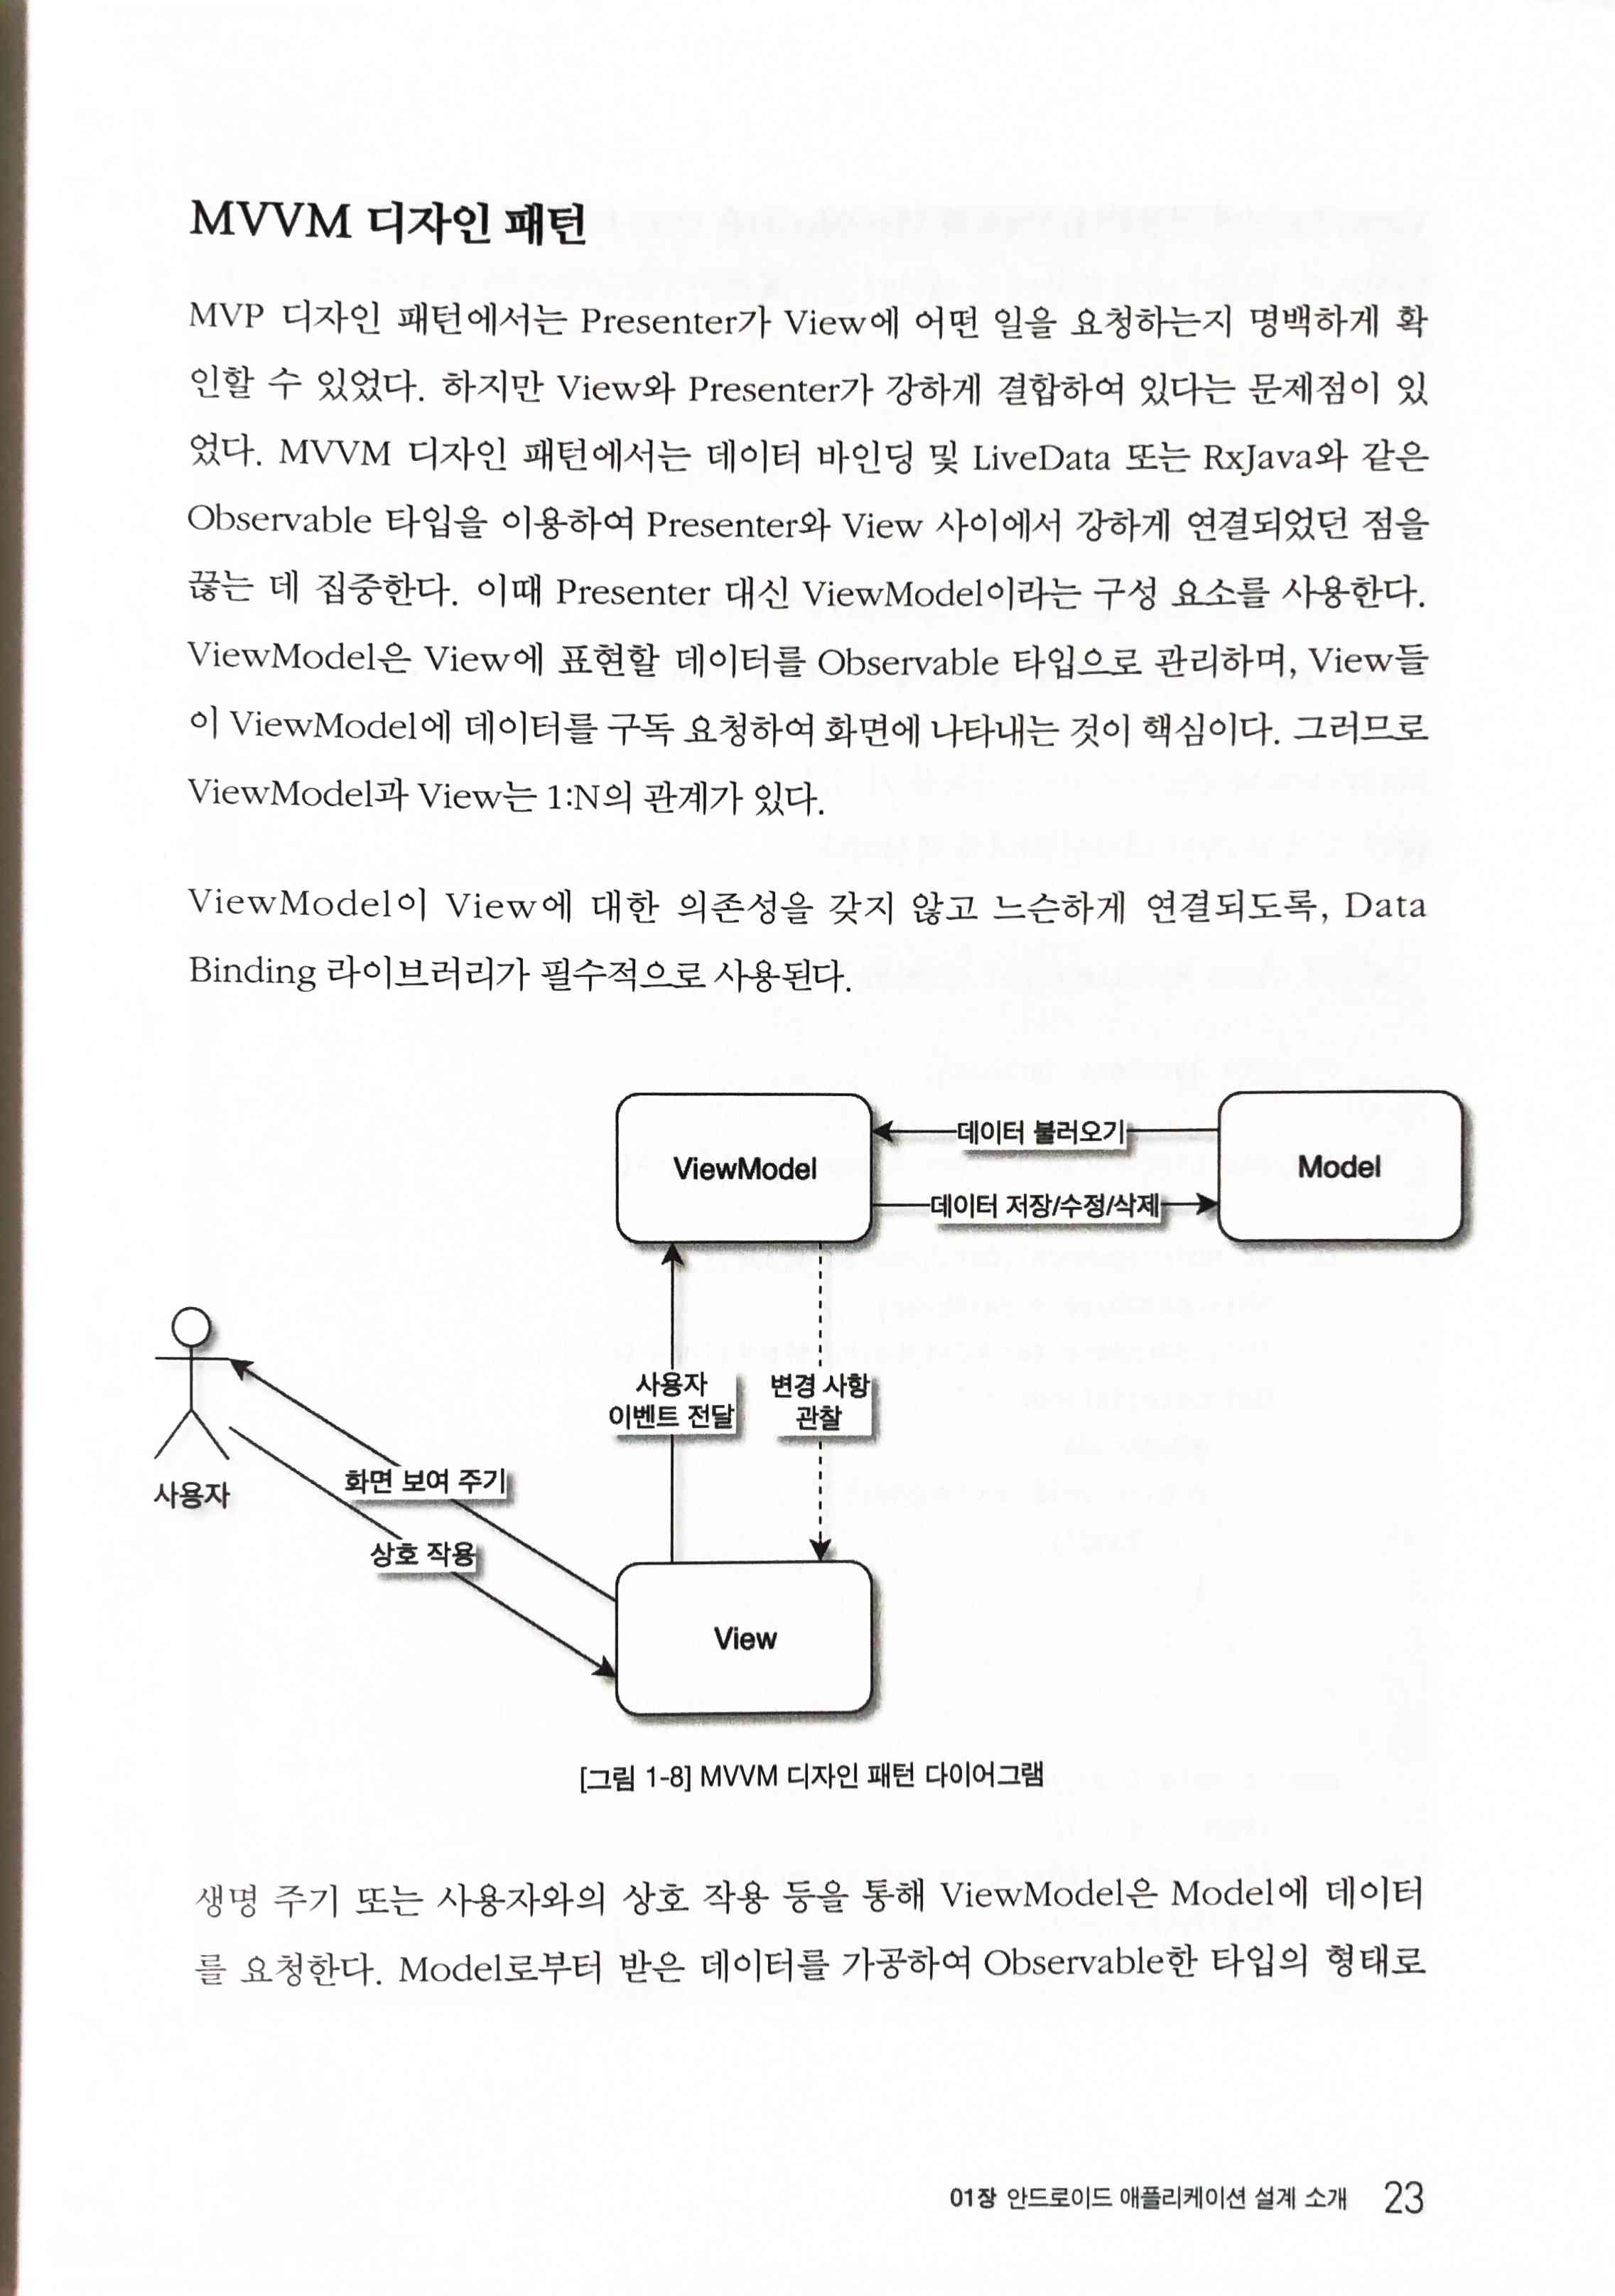 MVVM 디자인 패턴
MVP 디자인 패턴에서는 Presenter가 View에 어떤 일을 요청하는지 명백하게 확
인할 수 있었다. 하지만 View와 Presenter가 강하게 결합하여 있다는 문제점이 있
었다. MVVM 디자인 패턴에서는 데이터 바인딩 및 LiveData 또는 RxJava와 같은
Observable 타입을 이용하여 Presenter와 View 사이에서 강하게 연결되었던 점을
끊는 데 집중한다. 이때 Presenter 대신 ViewModel이라는 구성 요소를 사용한다.
ViewModel은 View에 표현할 데이터를 Observable 타입으로 관리하며, View들
이 ViewModel에 데이터를 구독 요청하여 화면에 나타내는 것이 핵심이다. 그러므로
ViewModel과 View는 1:N의 관계가 있다.
ViewModel이 View에 대한 의존성을 갖지 않고 느슨하게 연결되도록, Data
Binding 라이브러리가 필수적으로 사용된다.
ViewModel
데이터 불러오기
데이터 저장/수정/삭제
Model
사용자
이벤트 전달
변경 사항
관찰
사용자
화면 보여 주기
상호 작용
View
[그림 1-8] MVVM 디자인 패턴 다이어그램
생명 주기 또는 사용자와의 상호 작용 등을 통해 ViewModel은 Model에 데이터
를 요청한다. Model로부터 받은 데이터를 가공하여 Observable한 타입의 형태로
01장 안드로이드 애플리케이션 설계 소개 23